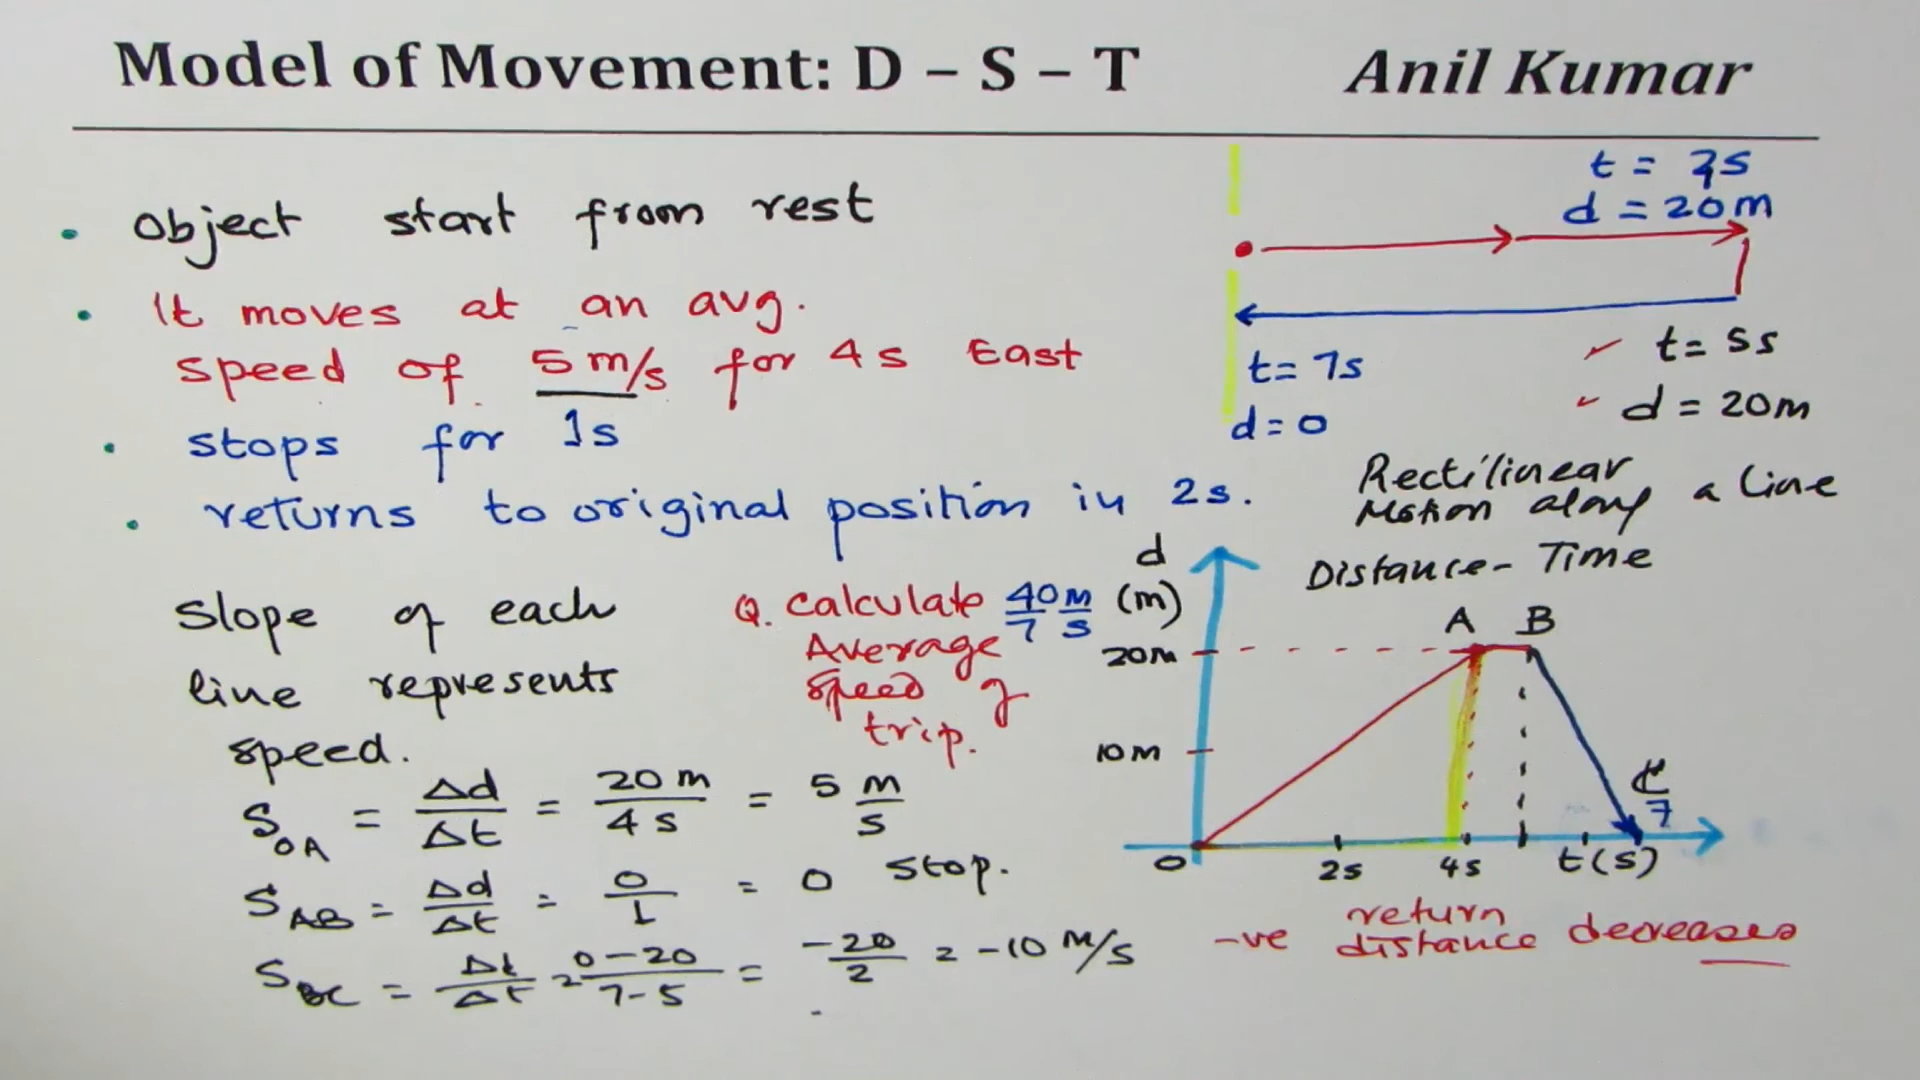 Model of Movement: D – S – T
Anil Kumar
• Object start from rest
• It moves at an avg.
speed of 5 m/s for 4s East
• stops for 1s
• returns to original position in 2s.
d = 20m
t = 5s
d = 20m
t = 7s
d = 0
Rectilinear
Motion along a line
Distance - Time
d
(m)
20m
10m
0
2s
4s
t(s)
7
A
B
C
-ve return
distance decreases
Slope of each
line represents
speed.
Q. Calculate 40/7 m/s
Average
Speed of
trip.
S_OA = Δd/Δt = 20 m/4 s = 5 m/s
S_AB = Δd/Δt = 0/1 = 0 stop.
S_BC = Δd/Δt = 0-20/7-5 = -20/2 = -10 m/s